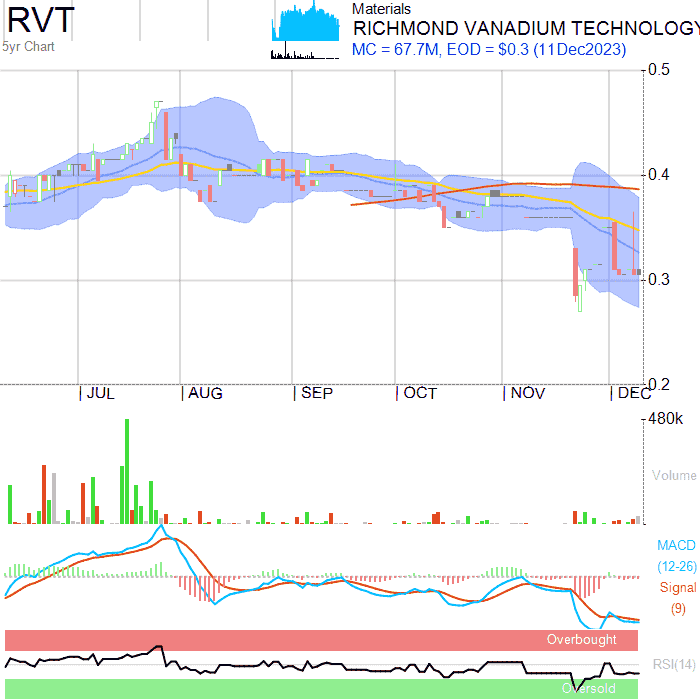 RVT
5yr Chart
Materials
RICHMOND VANADIUM TECHNOLOGY
MC = 67.7M, EOD = $0.3 (11Dec2023)
0.5
0.4
0.3
0.2
JUL
AUG
SEP
OCT
NOV
DEC
480k
Volume
MACD
(12-26)
Signal
(9)
Overbought
RSI(14)
Oversold